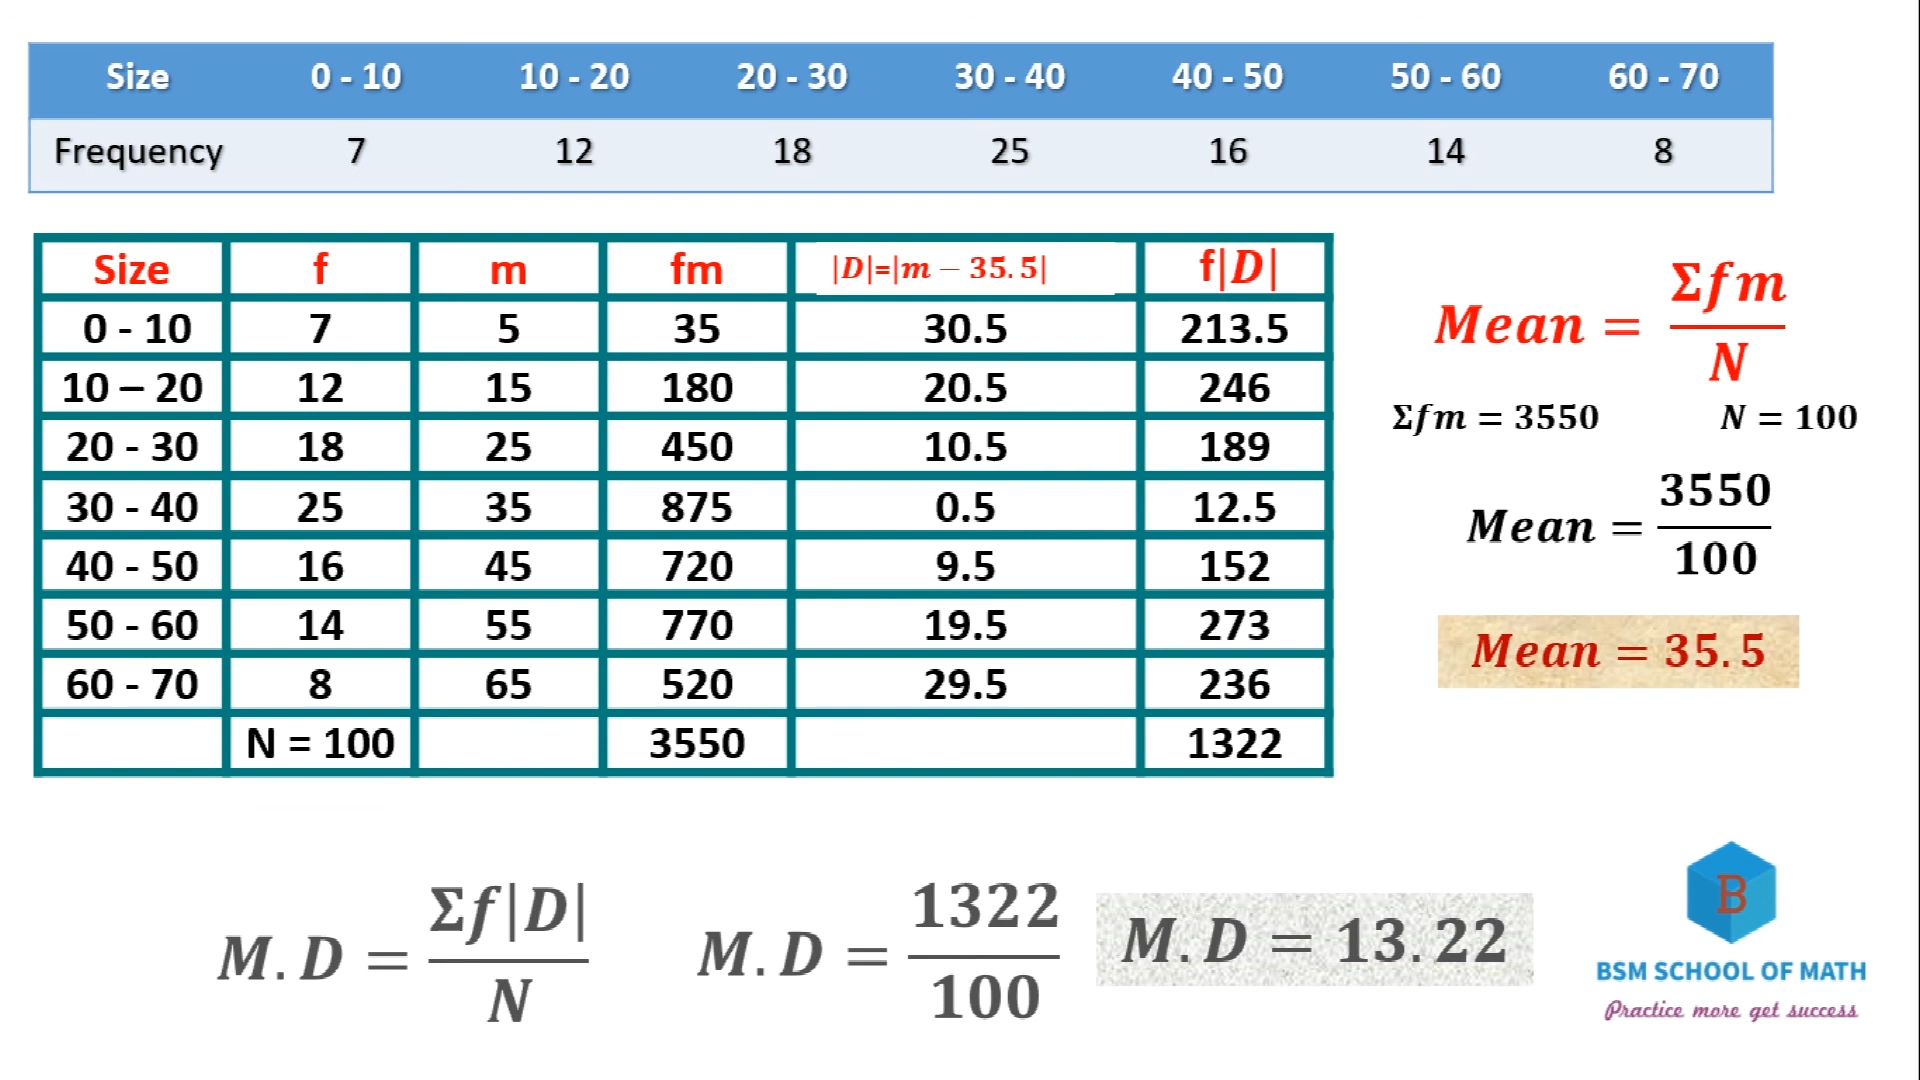 Size 0 - 10 10 - 20 20 - 30 30 - 40 40 - 50 50 - 60 60 - 70
Frequency 7 12 18 25 16 14 8
Size f m fm |D|=|m − 35.5| f|D|
0 - 10 7 5 35 30.5 213.5
10 – 20 12 15 180 20.5 246
20 - 30 18 25 450 10.5 189
30 - 40 25 35 875 0.5 12.5
40 - 50 16 45 720 9.5 152
50 - 60 14 55 770 19.5 273
60 - 70 8 65 520 29.5 236
N = 100 3550 1322
Mean = Σfm / N
Σfm = 3550 N = 100
Mean = 3550 / 100
Mean = 35.5
M.D = Σf|D| / N
M.D = 1322 / 100
M.D = 13.22
B
BSM SCHOOL OF MATH
Practice more get success